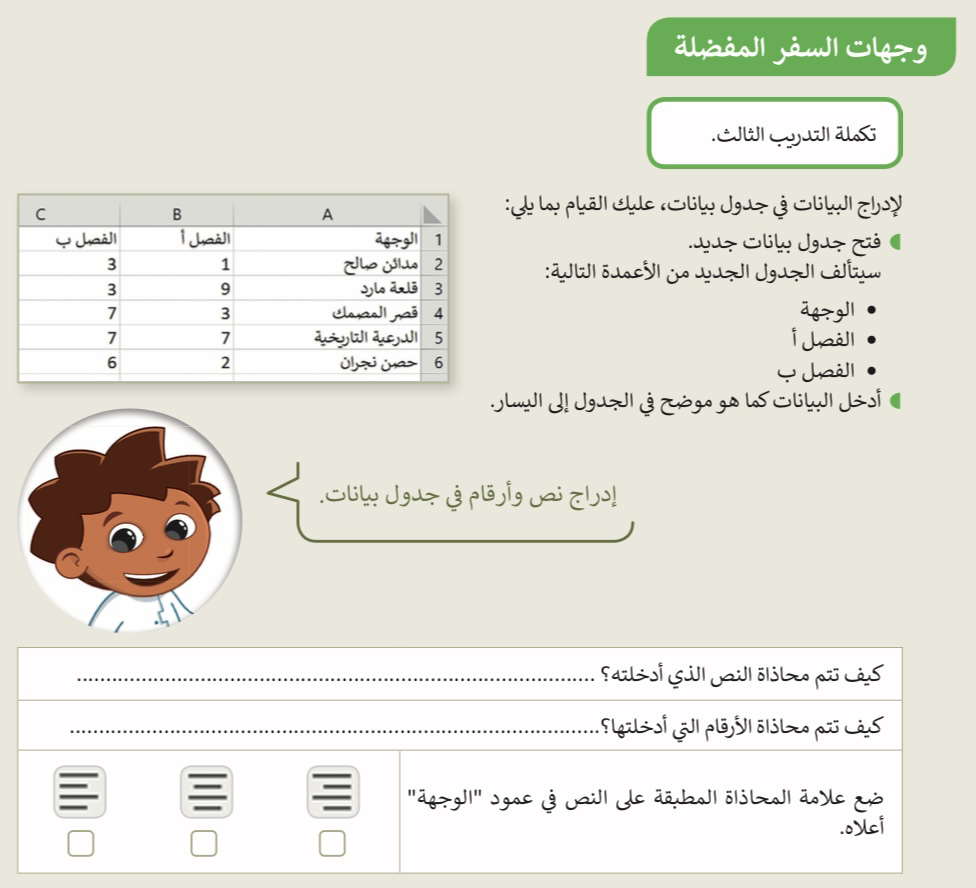 وجهات السفر المفضلة
تكملة التدريب الثالث.
لإدراج البيانات في جدول بيانات، عليك القيام بما يلي:
فتح جدول بيانات جديد.
سيتألف الجدول الجديد من الأعمدة التالية:
• الوجهة
• الفصل أ
• الفصل ب
أدخل البيانات كما هو موضح في الجدول إلى اليسار.
A B C
1 الوجهة الفصل أ الفصل ب
2 مدائن صالح 1 3
3 قلعة مارد 9 3
4 قصر المصمك 3 7
5 الدرعية التاريخية 7 7
6 حصن نجران 2 6
إدراج نص وأرقام في جدول بيانات.
كيف تتم محاذاة النص الذي أدخلته؟ ..........................................................................................
كيف تتم محاذاة الأرقام التي أدخلتها؟..........................................................................................
ضع علامة المحاذاة المطبقة على النص في عمود "الوجهة"
أعلاه.